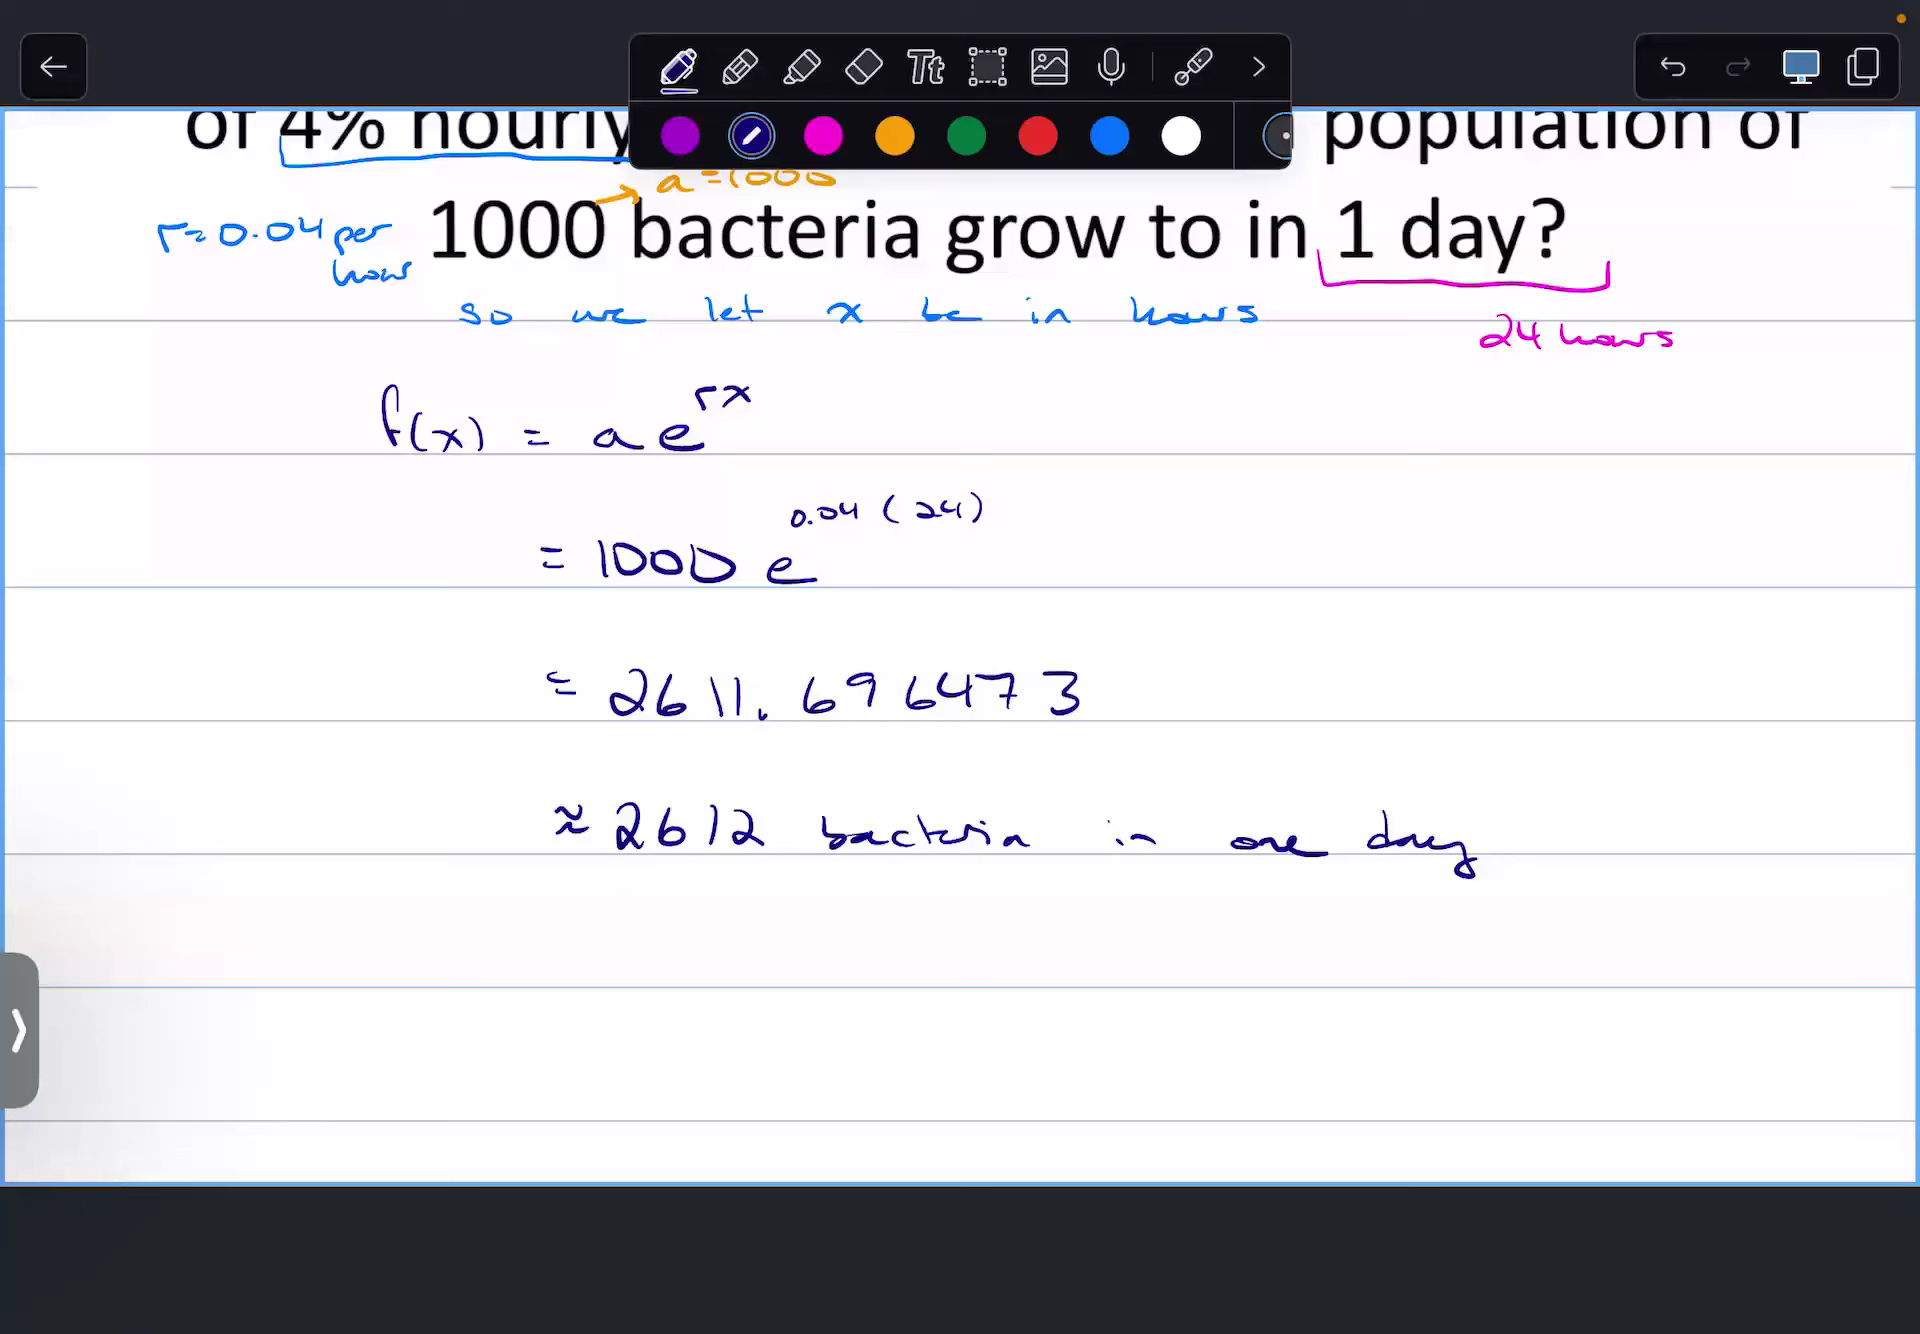 Tt
of 4% hourly population of
a = 1000
1000 bacteria grow to in 1 day?
r = 0.04 per
hour
so we let x be in hours
24 hours
f(x) = a e^{rx}
= 1000 e^{0.04 (24)}
= 2611.696473
≈ 2612 bacteria in one day